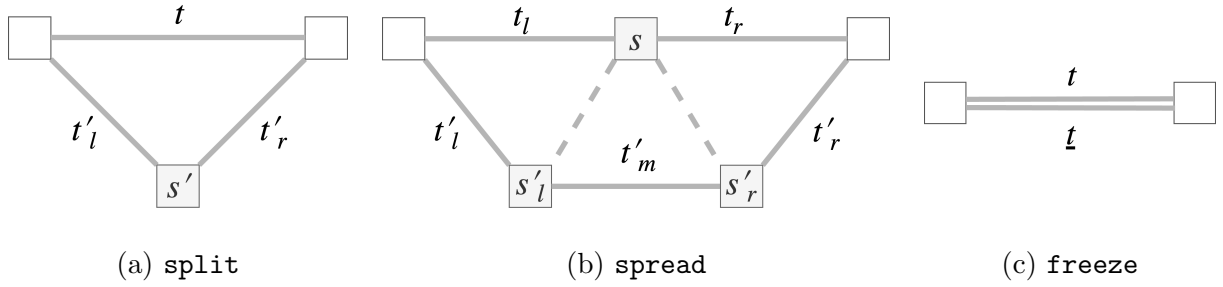 t
t'_l
t'_r
s'
(a) split
t_l
s
t_r
t'_l
t'_m
t'_r
s'_l
s'_r
(b) spread
t
t
(c) freeze